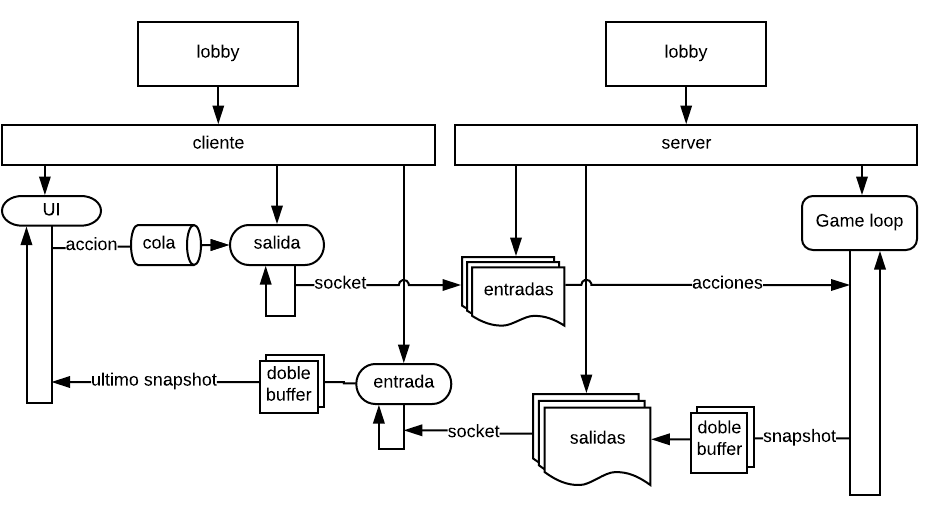 lobby
lobby
cliente
server
UI
accion
cola
salida
Game loop
socket
entradas
acciones
ultimo snapshot
doble
buffer
entrada
socket
salidas
doble
buffer
snapshot